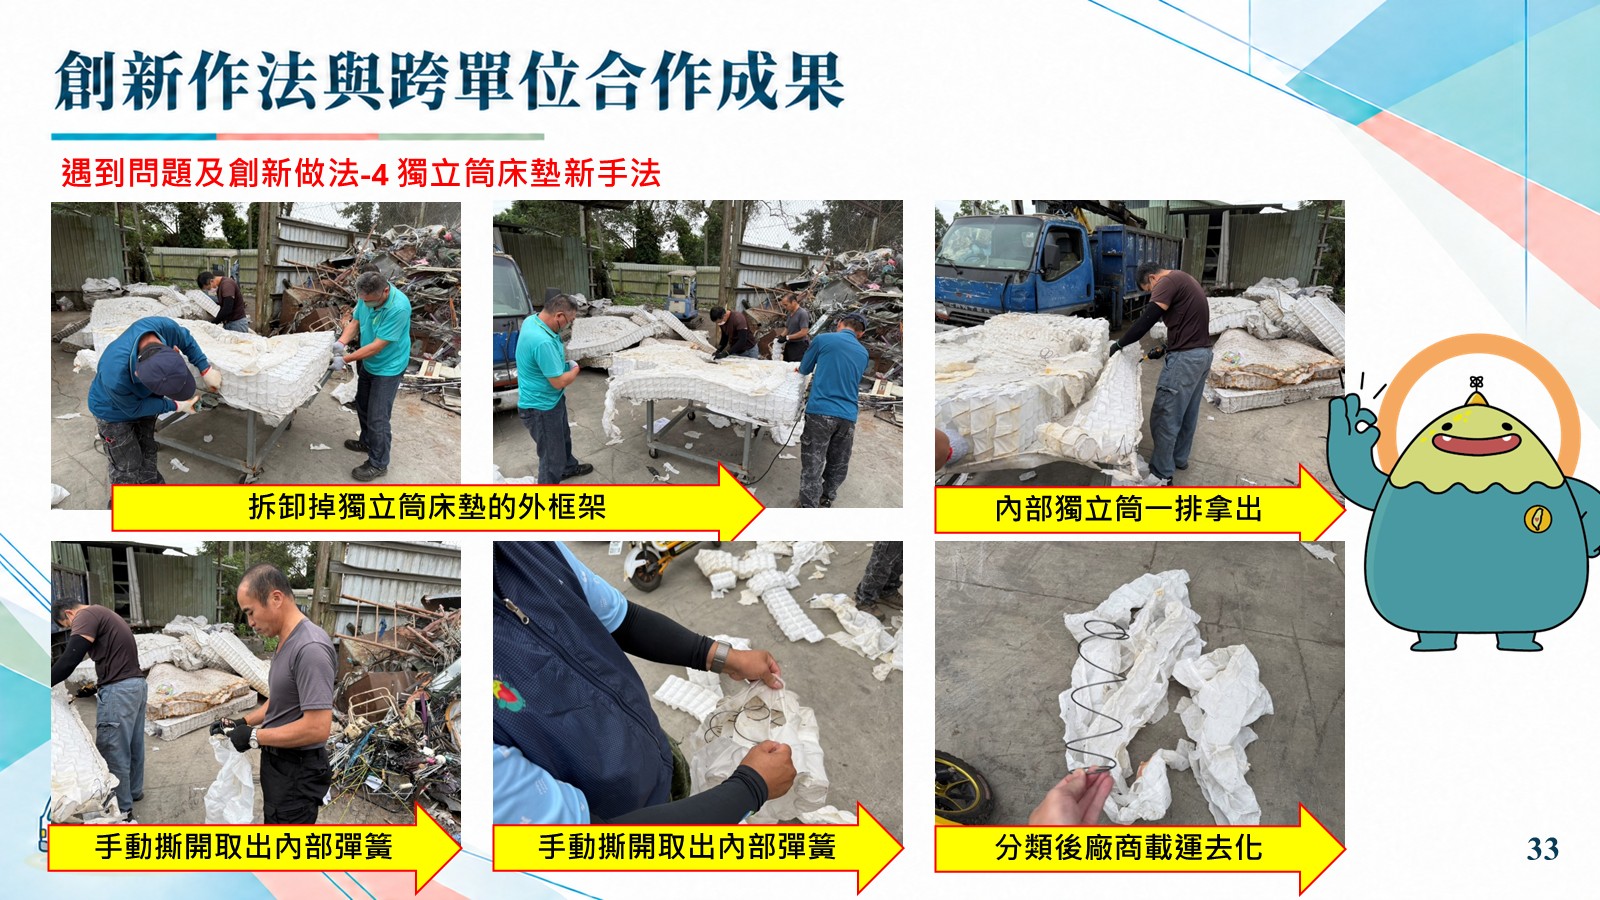 創新作法與跨單位合作成果
遇到問題及創新做法-4 獨立筒床墊新手法
拆卸掉獨立筒床墊的外框架
內部獨立筒一排拿出
手動撕開取出內部彈簧
手動撕開取出內部彈簧
分類後廠商載運去化
33